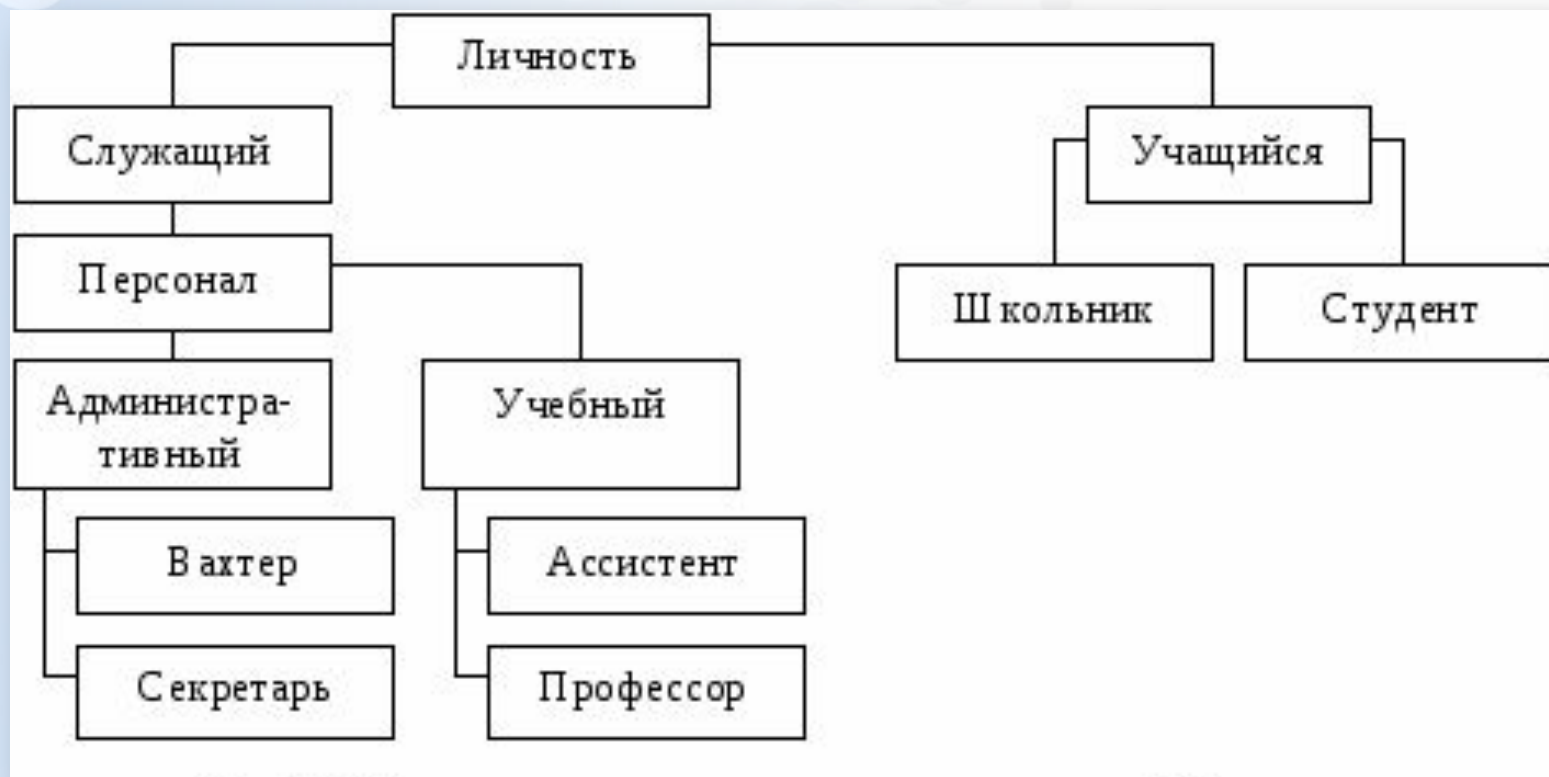 Личность
Служащий
Учащийся
Персонал
Школьник
Студент
Администра-
тивный
Учебный
Вахтер
Ассистент
Секретарь
Профессор